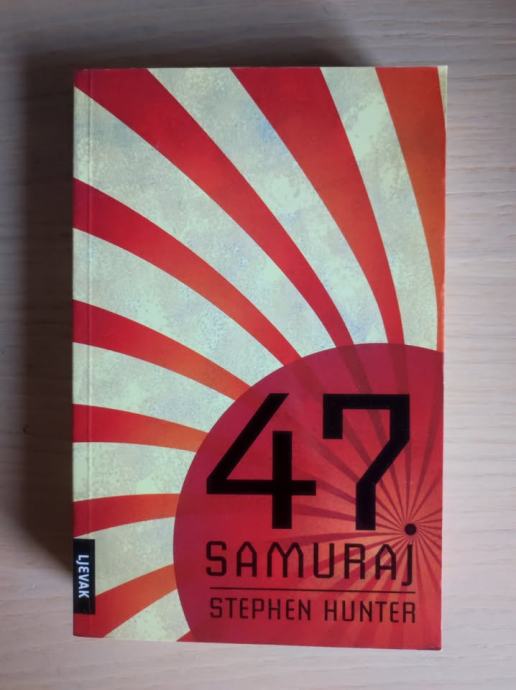 47.
SAMURAJ
STEPHEN HUNTER
LJEVAK